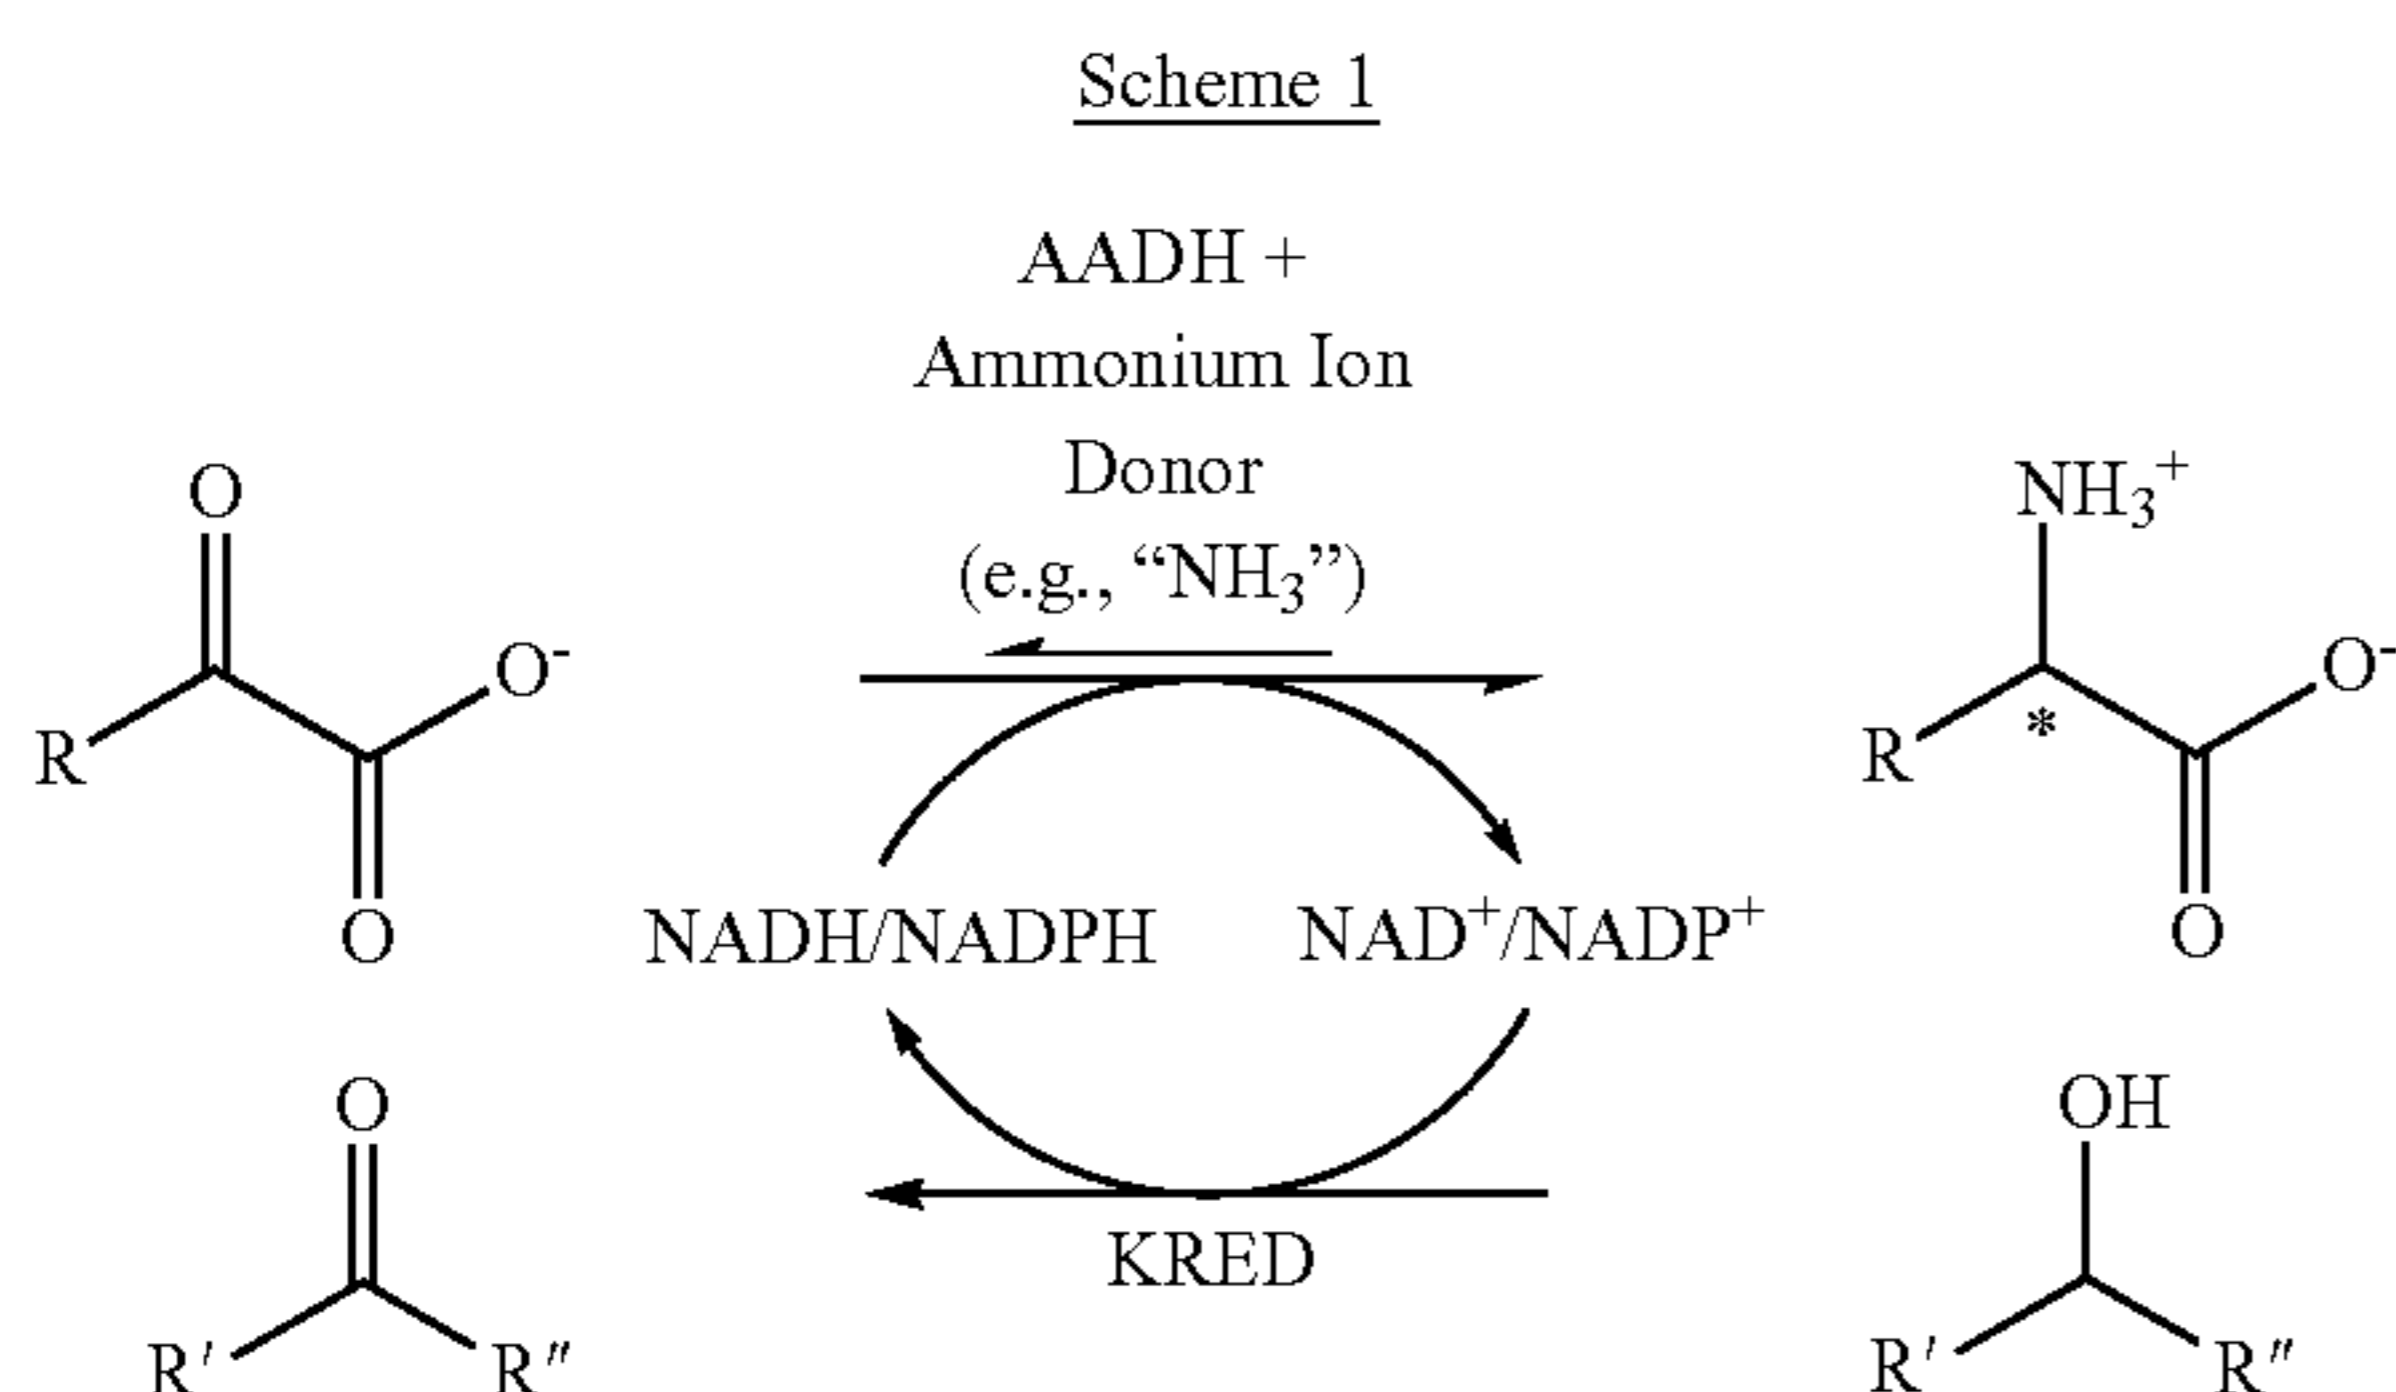 Scheme 1
AADH +
Ammonium Ion
Donor
(e.g., “NH₃”)
O
NH₃⁺
O⁻
O⁻
R
*
R
O
NADH/NADPH
NAD⁺/NADP⁺
O
O
OH
KRED
R′
R″
R′
R″